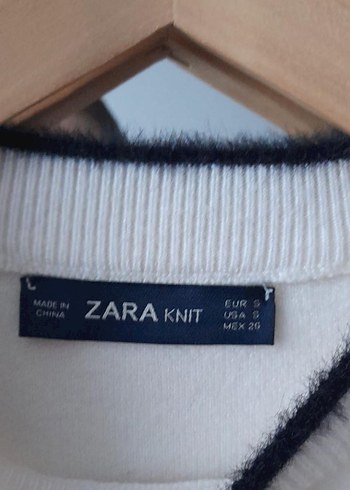 MADE IN
CHINA
ZARA KNIT
EUR S
USA S
MEX 26